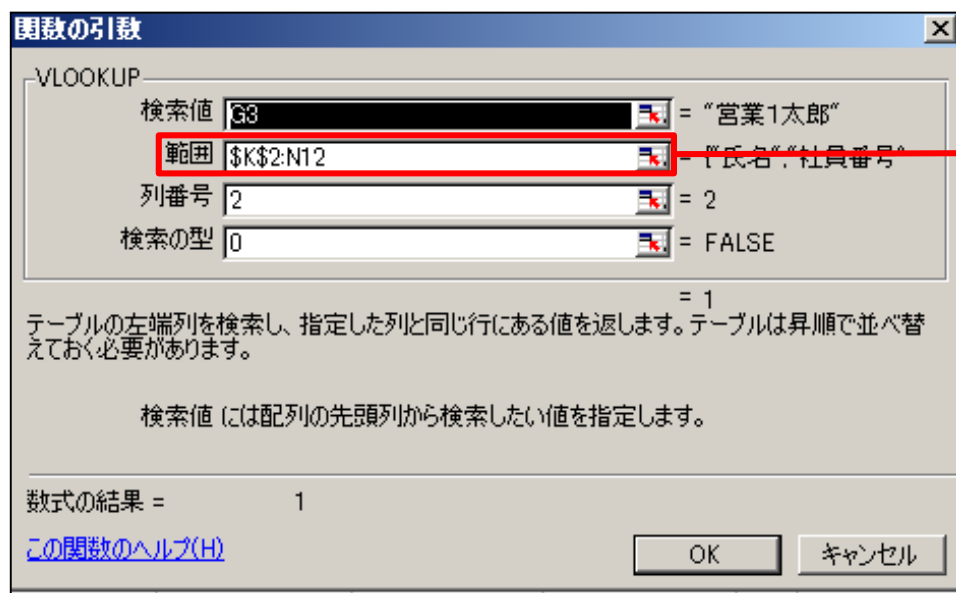 関数の引数
VLOOKUP
検索値 G3 = "営業1太郎"
範囲 $K$2:N12 = {"氏名","社員番号"
列番号 2 = 2
検索の型 0 = FALSE
= 1
テーブルの左端列を検索し、指定した列と同じ行にある値を返します。テーブルは昇順で並べ替
えておく必要があります。
検索値 には配列の先頭列から検索したい値を指定します。
数式の結果 = 1
この関数のヘルプ(H)
OK キャンセル